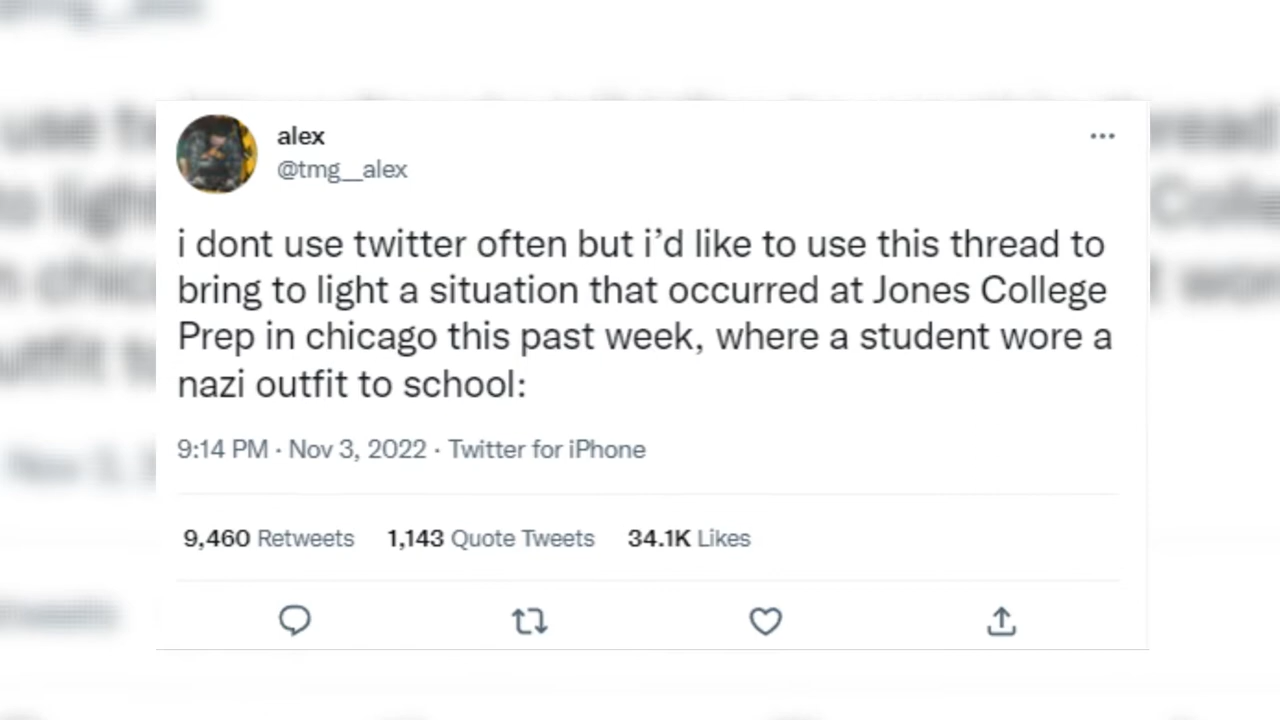 alex
@tmg__alex
i dont use twitter often but i’d like to use this thread to
bring to light a situation that occurred at Jones College
Prep in chicago this past week, where a student wore a
nazi outfit to school:
9:14 PM · Nov 3, 2022 · Twitter for iPhone
9,460 Retweets 1,143 Quote Tweets 34.1K Likes